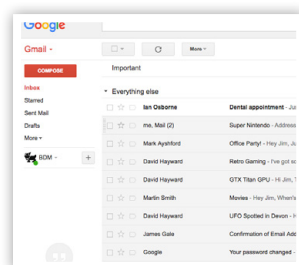 Google
Gmail
More
COMPOSE
Important
Inbox
Starred
Sent Mail
Drafts
More
BDM
Everything else
Ian Osborne Dental appointment - Ju
me, Mail (2) Super Nintendo - Address
Mark Ayshford Office Party! - Hey Jim, Ju
David Hayward Retro Gaming - I've got so
David Hayward GTX Titan GPU - Hi Jim, T
Martin Smith Movies - Hey Jim, When's
David Hayward UFO Spotted in Devon - H
James Gale Confirmation of Email Add
Google Your password changed -